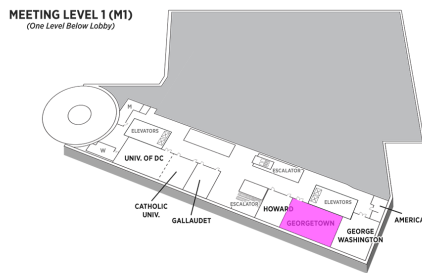 MEETING LEVEL 1 (M1)
(One Level Below Lobby)
M
ELEVATORS
W
UNIV. OF DC
CATHOLIC
UNIV.
GALLAUDET
ESCALATOR
ESCALATOR
HOWARD
GEORGETOWN
ELEVATORS
GEORGE
WASHINGTON
AMERICA